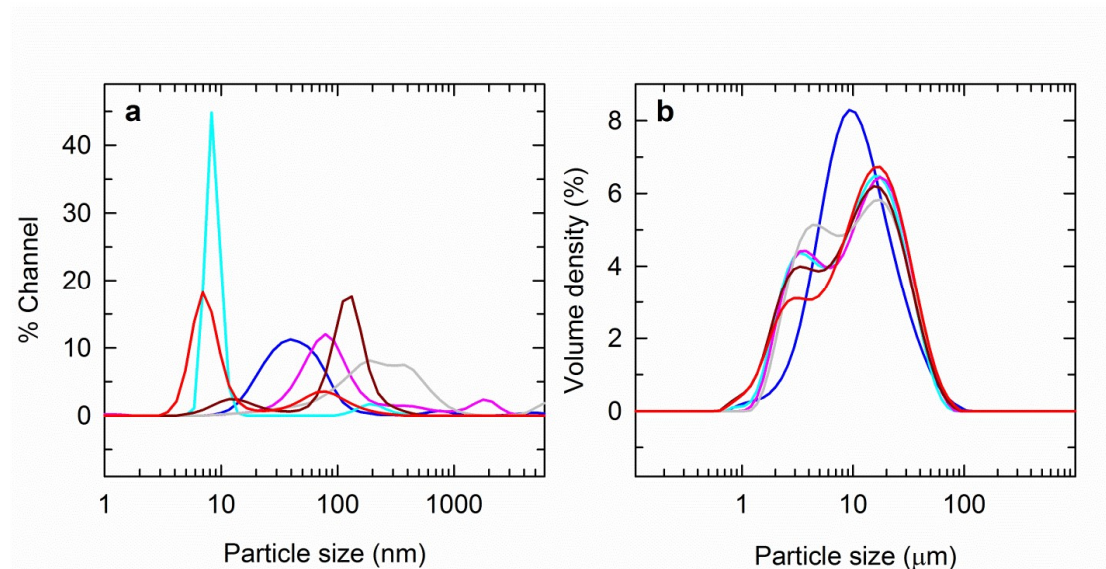 a
% Channel
40
30
20
10
0
1 10 100 1000
Particle size (nm)
b
Volume density (%)
8
6
4
2
0
1 10 100
Particle size (μm)